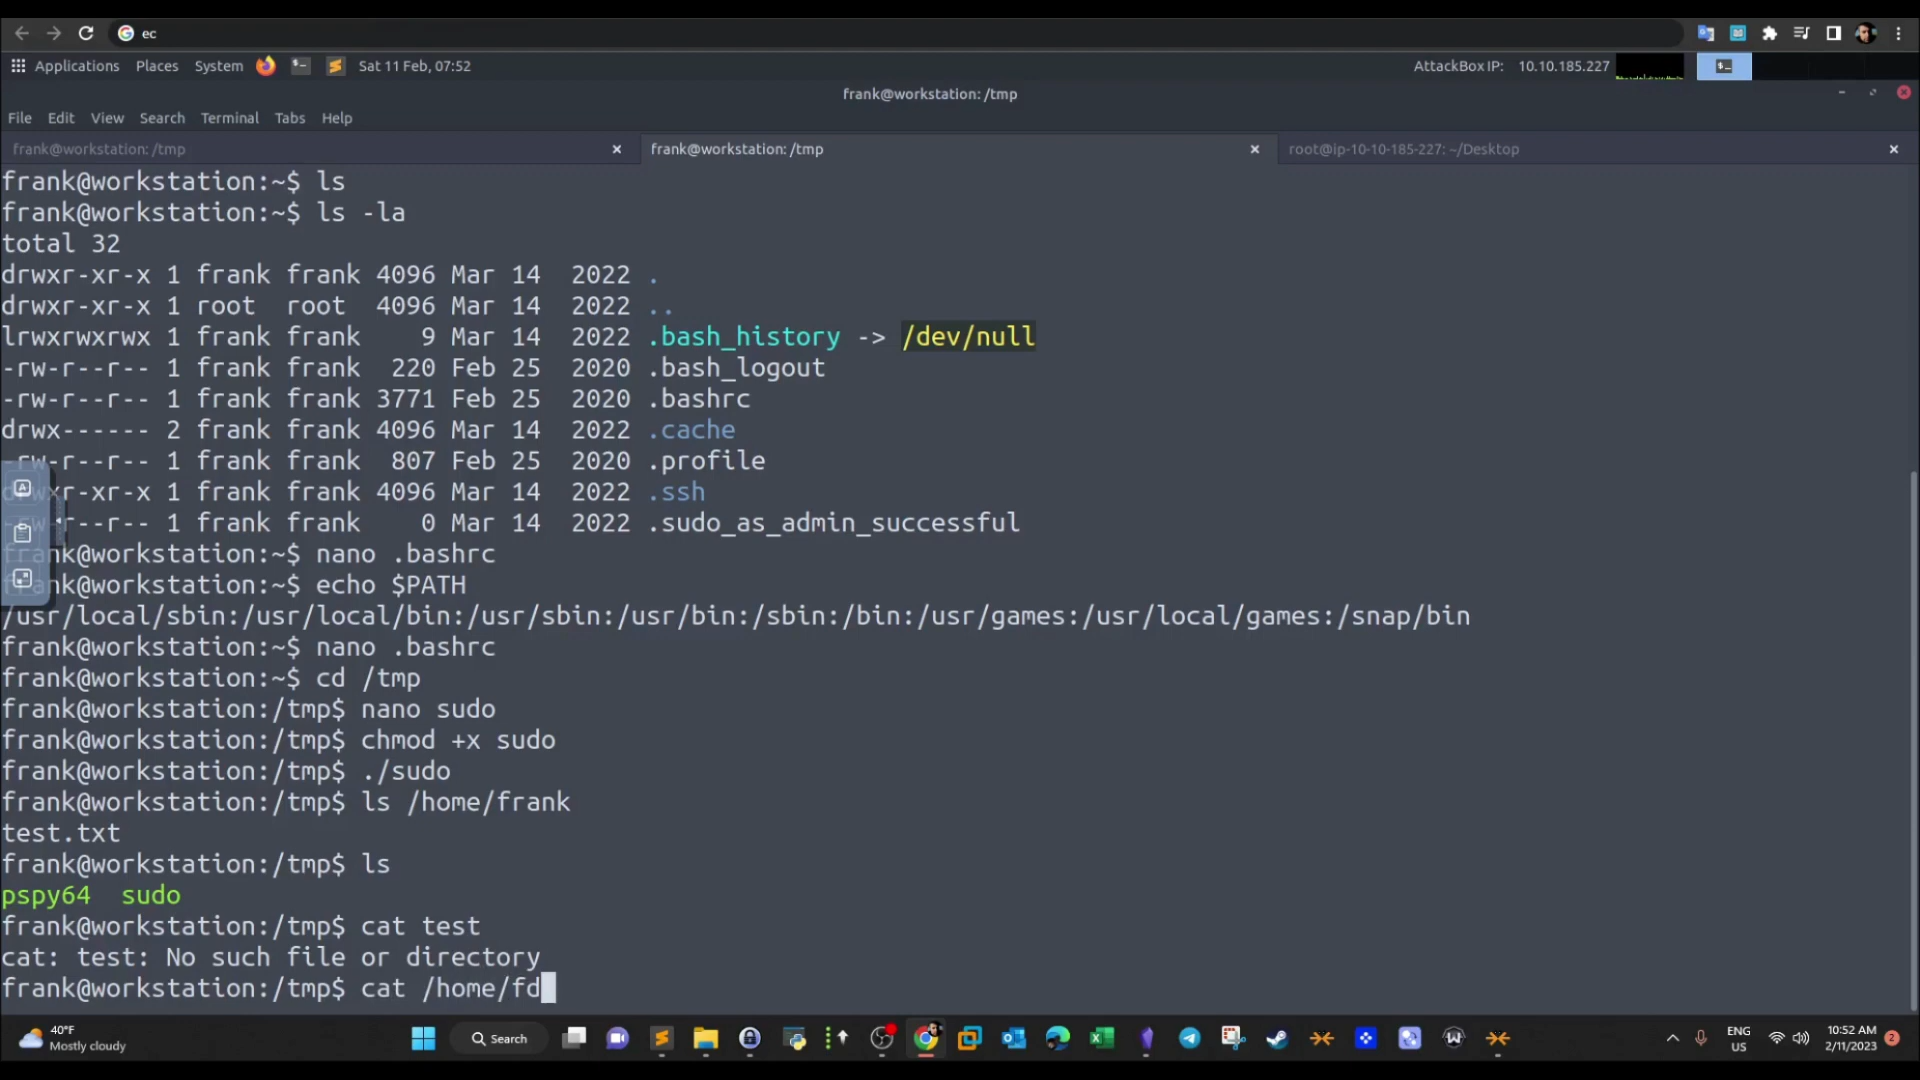 ec
Applications Places System Sat 11 Feb, 07:52 AttackBox IP: 10.10.185.227
frank@workstation: /tmp
File Edit View Search Terminal Tabs Help
frank@workstation: /tmp × frank@workstation: /tmp × root@ip-10-10-185-227: ~/Desktop ×
frank@workstation:~$ ls
frank@workstation:~$ ls -la
total 32
drwxr-xr-x 1 frank frank 4096 Mar 14 2022 .
drwxr-xr-x 1 root root 4096 Mar 14 2022 ..
lrwxrwxrwx 1 frank frank 9 Mar 14 2022 .bash_history -> /dev/null
-rw-r--r-- 1 frank frank 220 Feb 25 2020 .bash_logout
-rw-r--r-- 1 frank frank 3771 Feb 25 2020 .bashrc
drwx------ 2 frank frank 4096 Mar 14 2022 .cache
-rw-r--r-- 1 frank frank 807 Feb 25 2020 .profile
drwxr-xr-x 1 frank frank 4096 Mar 14 2022 .ssh
-rw-r--r-- 1 frank frank 0 Mar 14 2022 .sudo_as_admin_successful
frank@workstation:~$ nano .bashrc
frank@workstation:~$ echo $PATH
/usr/local/sbin:/usr/local/bin:/usr/sbin:/usr/bin:/sbin:/bin:/usr/games:/usr/local/games:/snap/bin
frank@workstation:~$ nano .bashrc
frank@workstation:~$ cd /tmp
frank@workstation:/tmp$ nano sudo
frank@workstation:/tmp$ chmod +x sudo
frank@workstation:/tmp$ ./sudo
frank@workstation:/tmp$ ls /home/frank
test.txt
frank@workstation:/tmp$ ls
pspy64 sudo
frank@workstation:/tmp$ cat test
cat: test: No such file or directory
frank@workstation:/tmp$ cat /home/fd
40°F
Mostly cloudy
Search
ENG
US
10:52 AM
2/11/2023
2